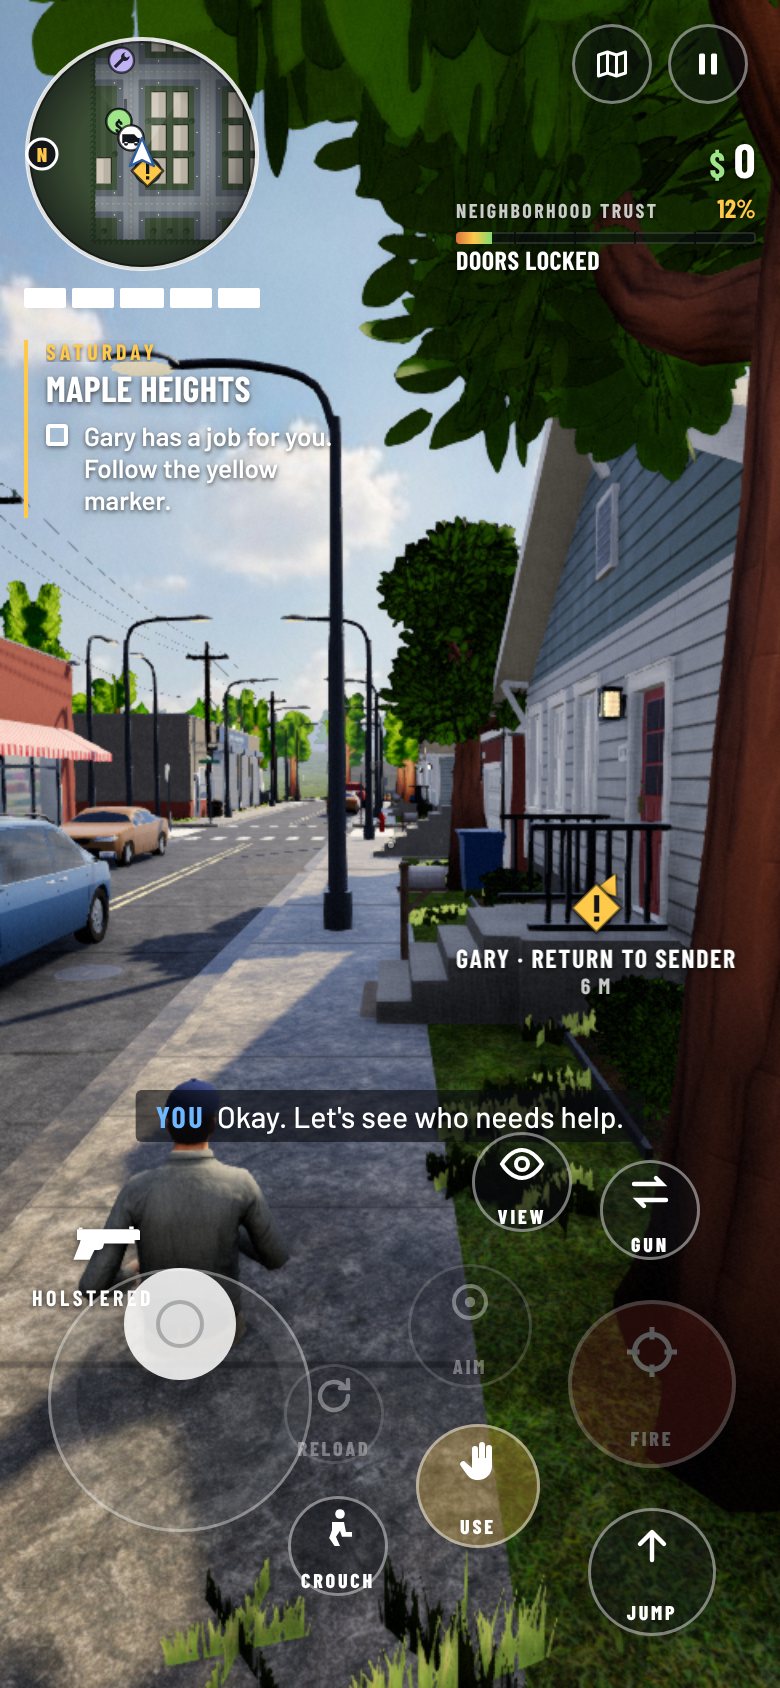 N
$ 0
NEIGHBORHOOD TRUST 12%
DOORS LOCKED
SATURDAY
MAPLE HEIGHTS
Gary has a job for you.
Follow the yellow
marker.
GARY · RETURN TO SENDER
6 M
YOU Okay. Let's see who needs help.
VIEW
GUN
HOLSTERED
AIM
RELOAD
FIRE
USE
CROUCH
JUMP